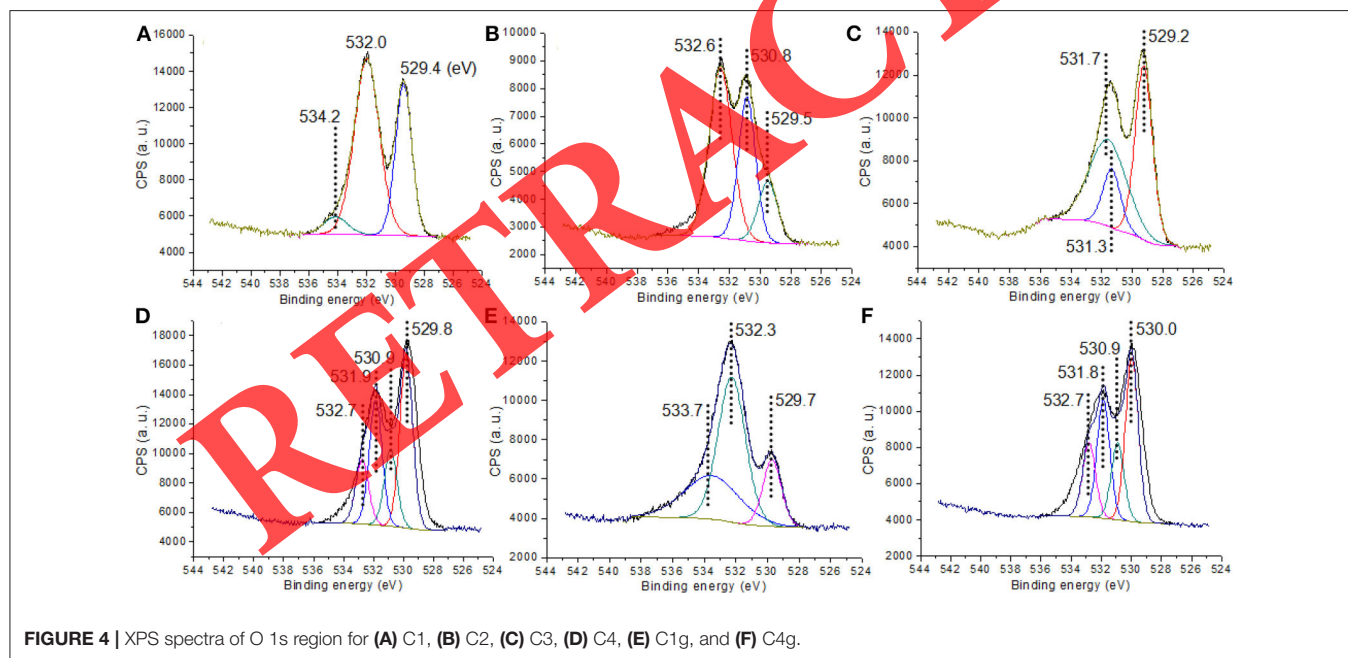 A
16000
14000
12000
10000
8000
6000
4000
CPS (a. u.)
534.2
532.0
529.4 (eV)
544 542 540 538 536 534 532 530 528 526 524
Binding energy (eV)
B
10000
9000
8000
7000
6000
5000
4000
3000
2000
CPS (a. u.)
532.6
530.8
529.5
544 542 540 538 536 534 532 530 528 526 524
Binding energy (eV)
C
14000
12000
10000
8000
6000
4000
CPS (a. u.)
531.7
529.2
531.3
544 542 540 538 536 534 532 530 528 526 524
Binding energy (eV)
D
18000
16000
14000
12000
10000
8000
6000
4000
CPS (a. u.)
529.8
530.9
531.9
532.7
544 542 540 538 536 534 532 530 528 526 524
Binding energy (eV)
E
14000
12000
10000
8000
6000
4000
2000
CPS (a. u.)
532.3
533.7
529.7
544 542 540 538 536 534 532 530 528 526 524
Binding energy (eV)
F
14000
12000
10000
8000
6000
4000
2000
CPS (a. u.)
530.0
530.9
531.8
532.7
544 542 540 538 536 534 532 530 528 526 524
Binding energy (eV)
RETRAC
FIGURE 4 | XPS spectra of O 1s region for (A) C1, (B) C2, (C) C3, (D) C4, (E) C1g, and (F) C4g.